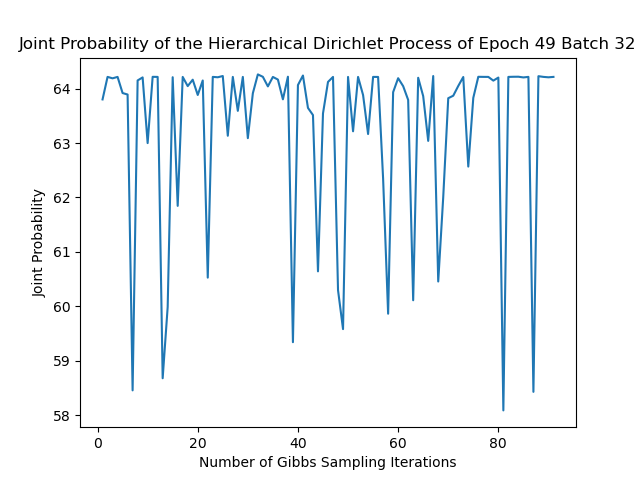 Joint Probability of the Hierarchical Dirichlet Process of Epoch 49 Batch 32
64
63
62
61
60
59
58
Joint Probability
0 20 40 60 80
Number of Gibbs Sampling Iterations